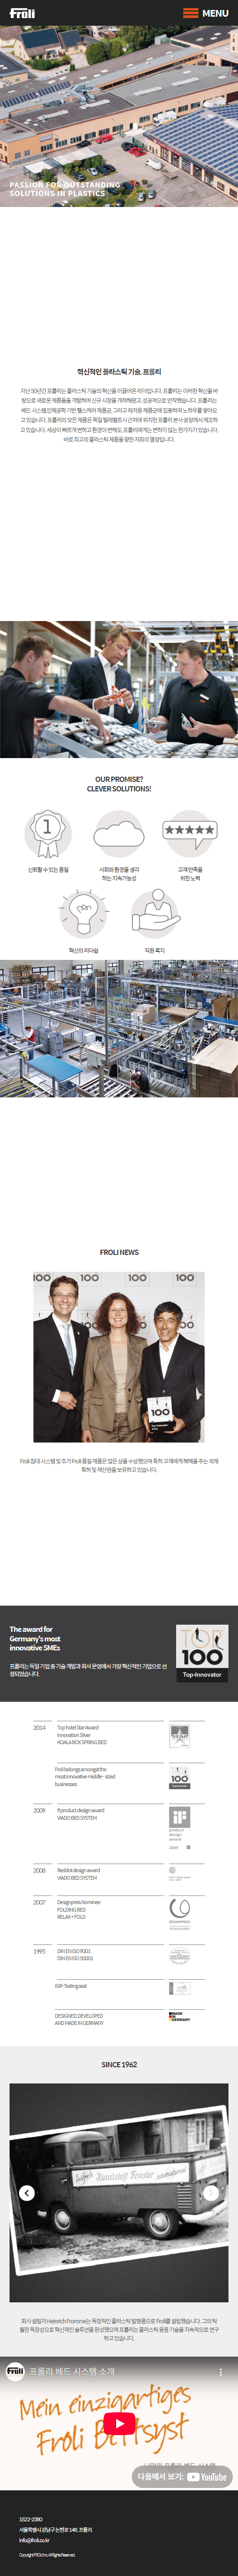 fröli
MENU
PASSION FOR OUTSTANDING
SOLUTIONS IN PLASTICS
혁신적인 플라스틱 기술, 프롤리
지난 50년간 프롤리는 플라스틱 기술의 혁신을 이끌어온 리더입니다. 프롤리는 이러한 혁신을 바
탕으로 새로운 제품들을 개발하여 신규 시장을 개척해왔고, 성공적으로 안착했습니다. 프롤리는
베드 시스템, 인체공학 기반 헬스케어 제품군, 그리고 레저용 제품군에 집중하여 노하우를 쌓아오
고 있습니다. 프롤리의 모든 제품은 독일 빌레펠트시 근처에 위치한 프롤리 본사 공장에서 제조하
고 있습니다. 세상이 빠르게 변하고 환경이 변해도, 프롤리에게는 변하지 않는 한가지가 있습니다.
바로 최고의 플라스틱 제품을 향한 저희의 열정입니다.
OUR PROMISE?
CLEVER SOLUTIONS!
1
신뢰할 수 있는 품질
사회와 환경을 생각
하는 지속가능성
고객 만족을
위한 노력
혁신의 리더쉽
직원 복지
FROLI NEWS
100
100
100
100
100
Froli 침대 시스템 및 추가 Froli 품질 제품은 많은 상을 수상했으며 특히 고객에게 혜택을 주는 국제
특허 및 재산권을 보유하고 있습니다.
The award for
Germany's most
innovative SMEs
프롤리는 독일 기업 중 기술 개발과 회사 운영에서 가장 혁신적인 기업으로 선
정되었습니다.
TOP
100
Top-Innovator
2014
Top hotel Star Award
innovation Silver
KOALA BOX SPRING BED
Froli belongs amongst the
most innovative middle - sized
businesses
100
2009
if product design award
VIADO BED SYSTEM
product
design
award
2009
2008
Reddot design award
VIADO BED SYSTEM
2007
Designpreis Nominee
FOLDING BED
RELAX + FOLD
DESIGNPREIS
1995
DIN EN ISO 9001
DIN EN ISO 50001
IGR-Testing seal
DESIGNED, DEVELOPED
AND MADE IN GERMANY
MADE
IN
GERMANY
SINCE 1962
Kunststoff Fenster
회사 설립자 Heinrich Fromme는 독창적인 플라스틱 발명품으로 Froli를 설립했습니다. 그의 탁
월한 독창성으로 혁신적인 솔루션을 완성했으며 프롤리는 플라스틱 응용 기술을 지속적으로 연구
하고 있습니다.
fröli
프롤리 베드 시스템 소개
Mein einzigartiges
Froli Bettsyst
다음에서 보기: YouTube
1522-2380
서울특별시 강남구 논현로 148, 프롤리
info@froli.co.kr
Copyright FROLI Inc. All Rights Reserved.